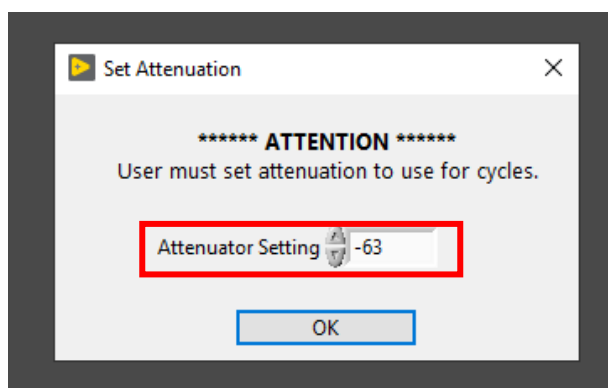 Set Attenuation
****** ATTENTION ******
User must set attenuation to use for cycles.
Attenuator Setting -63
OK